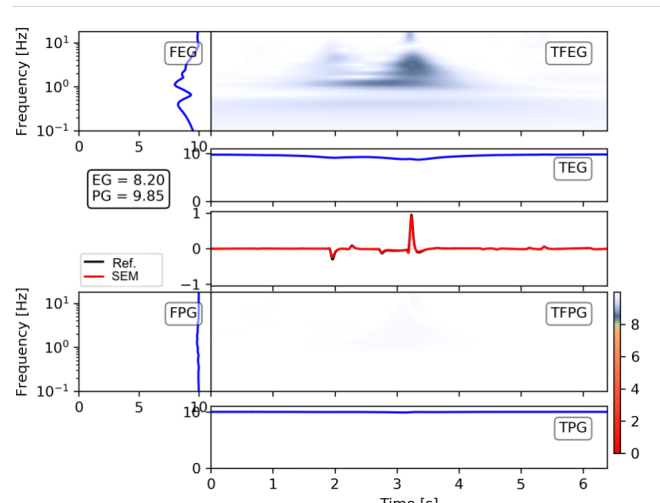 Frequency [Hz]
10¹
10⁰
10⁻¹
FEG
TFEG
0
5
10
10
0
TEG
EG = 8.20
PG = 9.85
1
0
−1
Ref.
SEM
Frequency [Hz]
10¹
10⁰
10⁻¹
FPG
TFPG
0
5
10
10
0
TPG
8
6
4
2
0
0
1
2
3
4
5
6
Time [s]